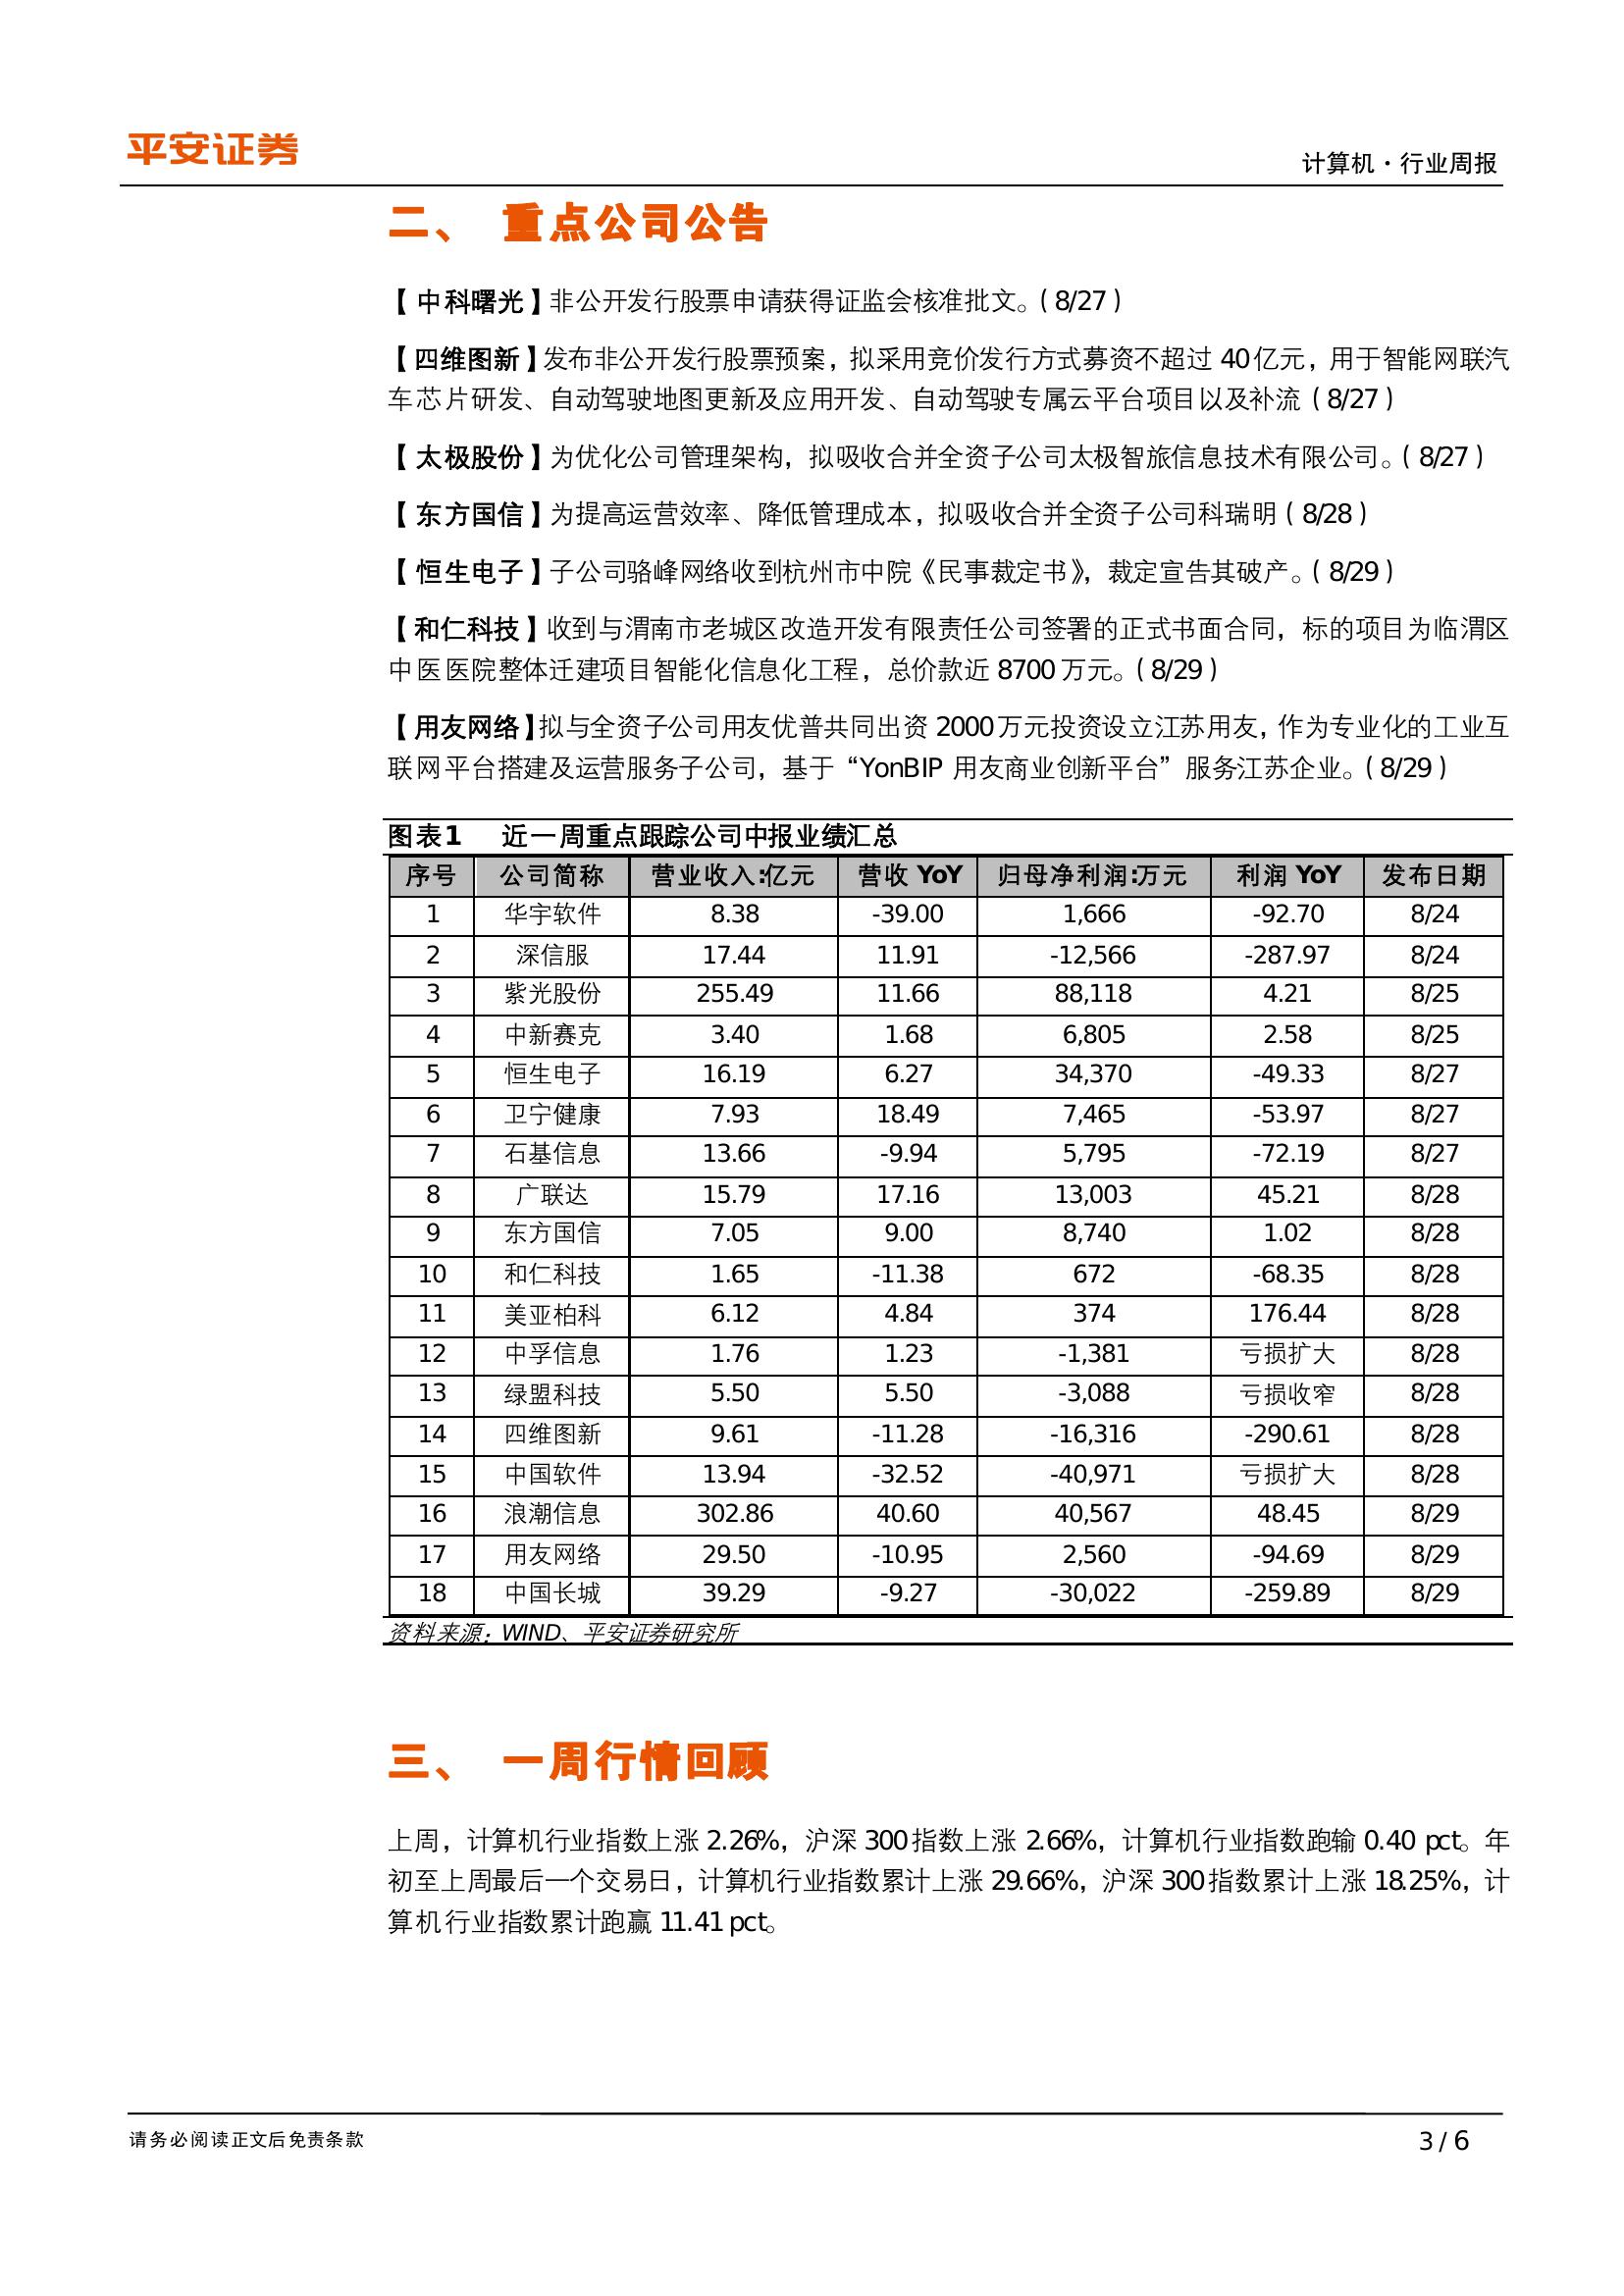 平安证券
计算机·行业周报
二、 重点公司公告
【中科曙光】非公开发行股票申请获得证监会核准批文。（8/27）
【四维图新】发布非公开发行股票预案，拟采用竞价发行方式募资不超过 40 亿元，用于智能网联汽
车芯片研发、自动驾驶地图更新及应用开发、自动驾驶专属云平台项目以及补流（8/27）
【太极股份】为优化公司管理架构，拟吸收合并全资子公司太极智旅信息技术有限公司。（8/27）
【东方国信】为提高运营效率、降低管理成本，拟吸收合并全资子公司科瑞明（8/28）
【恒生电子】子公司骆峰网络收到杭州市中院《民事裁定书》，裁定宣告其破产。（8/29）
【和仁科技】收到与渭南市老城区改造开发有限责任公司签署的正式书面合同，标的项目为临渭区
中医医院整体迁建项目智能化信息化工程，总价款近 8700 万元。（8/29）
【用友网络】拟与全资子公司用友优普共同出资 2000 万元投资设立江苏用友，作为专业化的工业互
联网平台搭建及运营服务子公司，基于“YonBIP 用友商业创新平台”服务江苏企业。（8/29）
图表1 近一周重点跟踪公司中报业绩汇总
序号 公司简称 营业收入:亿元 营收 YoY 归母净利润:万元 利润 YoY 发布日期
1 华宇软件 8.38 -39.00 1,666 -92.70 8/24
2 深信服 17.44 11.91 -12,566 -287.97 8/24
3 紫光股份 255.49 11.66 88,118 4.21 8/25
4 中新赛克 3.40 1.68 6,805 2.58 8/25
5 恒生电子 16.19 6.27 34,370 -49.33 8/27
6 卫宁健康 7.93 18.49 7,465 -53.97 8/27
7 石基信息 13.66 -9.94 5,795 -72.19 8/27
8 广联达 15.79 17.16 13,003 45.21 8/28
9 东方国信 7.05 9.00 8,740 1.02 8/28
10 和仁科技 1.65 -11.38 672 -68.35 8/28
11 美亚柏科 6.12 4.84 374 176.44 8/28
12 中孚信息 1.76 1.23 -1,381 亏损扩大 8/28
13 绿盟科技 5.50 5.50 -3,088 亏损收窄 8/28
14 四维图新 9.61 -11.28 -16,316 -290.61 8/28
15 中国软件 13.94 -32.52 -40,971 亏损扩大 8/28
16 浪潮信息 302.86 40.60 40,567 48.45 8/29
17 用友网络 29.50 -10.95 2,560 -94.69 8/29
18 中国长城 39.29 -9.27 -30,022 -259.89 8/29
资料来源：WIND、平安证券研究所
三、 一周行情回顾
上周，计算机行业指数上涨 2.26%，沪深 300 指数上涨 2.66%，计算机行业指数跑输 0.40 pct。年
初至上周最后一个交易日，计算机行业指数累计上涨 29.66%，沪深 300 指数累计上涨 18.25%，计
算机行业指数累计跑赢 11.41 pct。
请务必阅读正文后免责条款
3 / 6